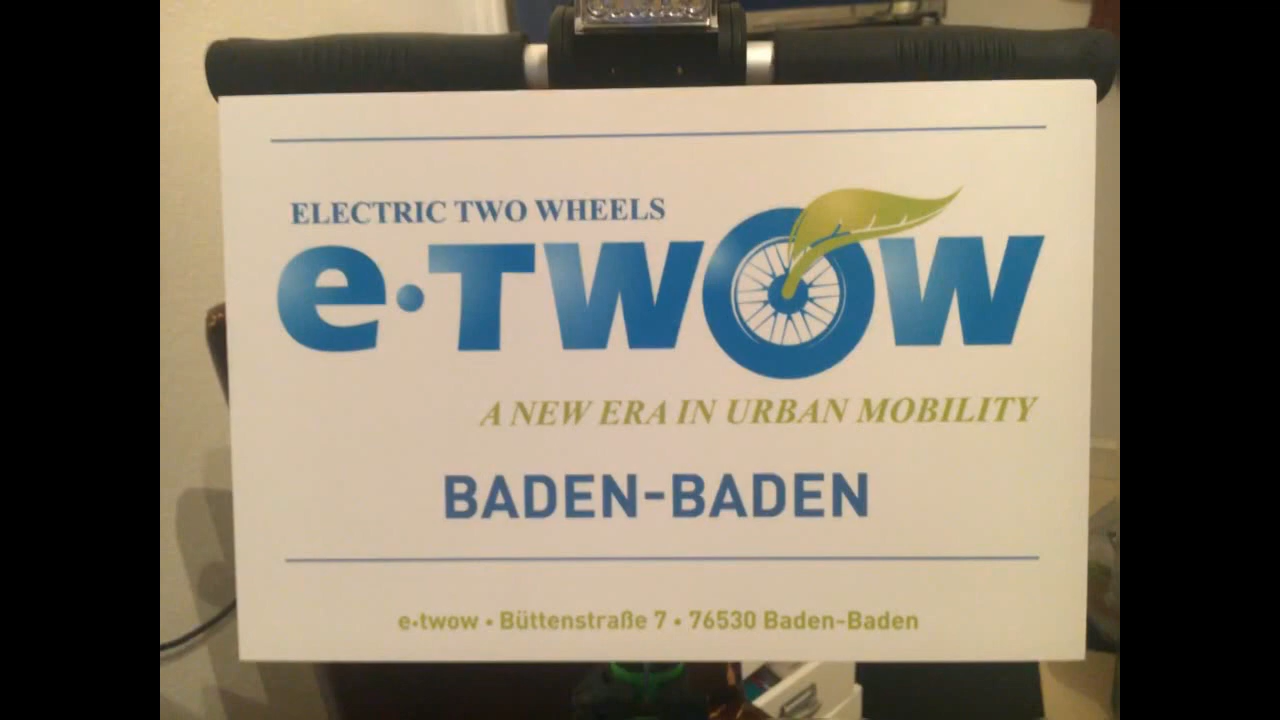 ELECTRIC TWO WHEELS
e·TWOW
A NEW ERA IN URBAN MOBILITY
BADEN-BADEN
e·twow • Büttenstraße 7 • 76530 Baden-Baden